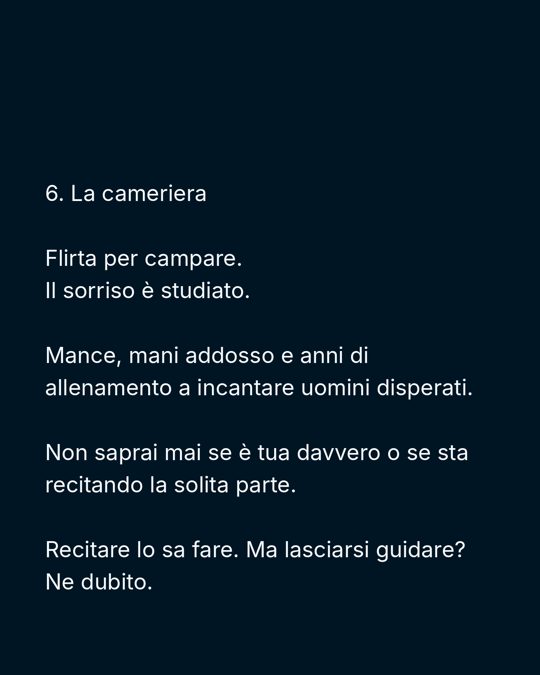 6. La cameriera
Flirta per campare.
Il sorriso è studiato.
Mance, mani addosso e anni di
allenamento a incantare uomini disperati.
Non saprai mai se è tua davvero o se sta
recitando la solita parte.
Recitare lo sa fare. Ma lasciarsi guidare?
Ne dubito.